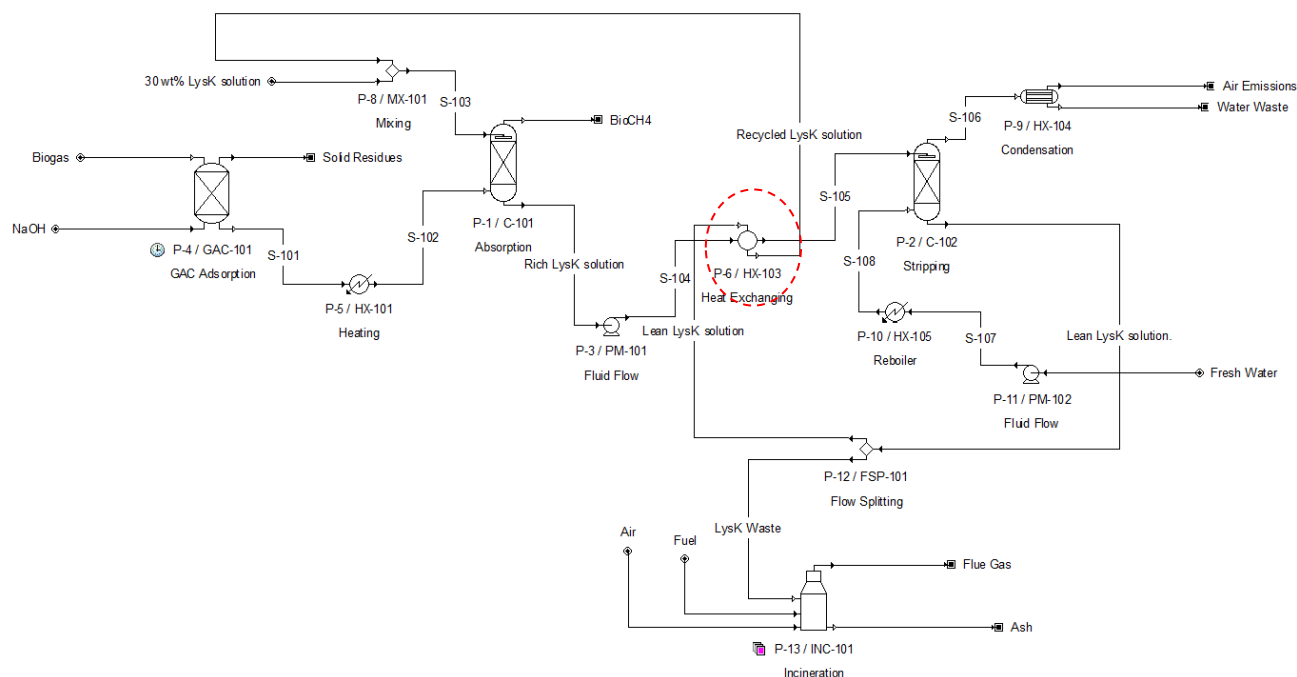 30 wt% LysK solution
P-8 / MX-101
Mixing
S-103
BioCH4
Biogas
Solid Residues
NaOH
P-4 / GAC-101
GAC Adsorption
S-101
P-5 / HX-101
Heating
S-102
P-1 / C-101
Absorption
Rich LysK solution
P-3 / PM-101
Fluid Flow
S-104
Lean LysK solution
P-6 / HX-103
Heat Exchanging
Recycled LysK solution
S-105
S-106
P-9 / HX-104
Condensation
Air Emissions
Water Waste
P-2 / C-102
Stripping
S-108
P-10 / HX-105
Reboiler
S-107
P-11 / PM-102
Fluid Flow
Lean LysK solution.
Fresh Water
P-12 / FSP-101
Flow Splitting
LysK Waste
Air
Fuel
Flue Gas
Ash
P-13 / INC-101
Incineration